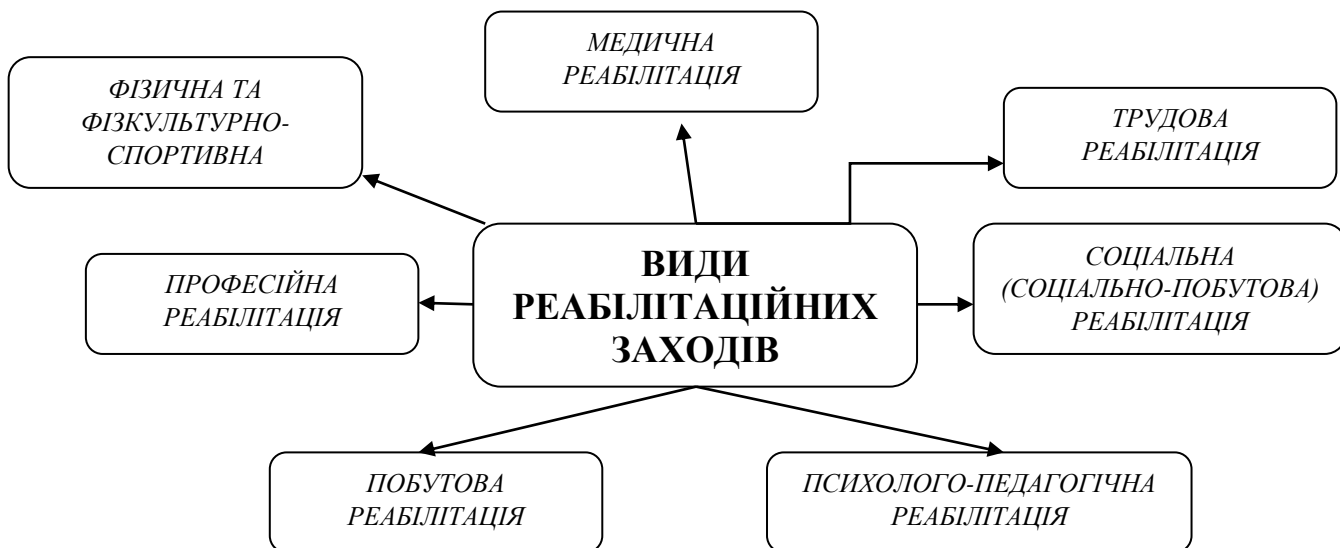 МЕДИЧНА
РЕАБІЛІТАЦІЯ
ФІЗИЧНА ТА
ФІЗКУЛЬТУРНО-
СПОРТИВНА
ТРУДОВА
РЕАБІЛІТАЦІЯ
ПРОФЕСІЙНА
РЕАБІЛІТАЦІЯ
ВИДИ
РЕАБІЛІТАЦІЙНИХ
ЗАХОДІВ
СОЦІАЛЬНА
(СОЦІАЛЬНО-ПОБУТОВА)
РЕАБІЛІТАЦІЯ
ПОБУТОВА
РЕАБІЛІТАЦІЯ
ПСИХОЛОГО-ПЕДАГОГІЧНА
РЕАБІЛІТАЦІЯ